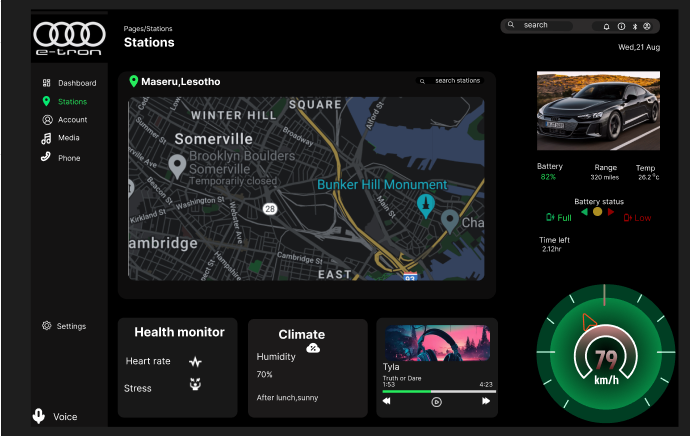 e-tron
Pages/Stations
Stations
search
Wed,21 Aug
Dashboard
Stations
Account
Media
Phone
Settings
Voice
Maseru,Lesotho
search stations
SQUARE
WINTER HILL
Broadway
Summer St
Somerville
Brooklyn Boulders
Somerville
Temporarily closed
Bunker Hill Monument
Beacon St
Washington St
Kirkland St
Webster Ave
Main St
28
Cha
ambridge
Cambridge St
Hampshire St
EAST
93
Battery
82%
Range
320 miles
Temp
26.2 °c
Battery status
Full
Low
Time left
2.12hr
Health monitor
Heart rate
Stress
Climate
Humidity
70%
After lunch,sunny
Tyla
Truth or Dare
1:53
4:23
79
km/h